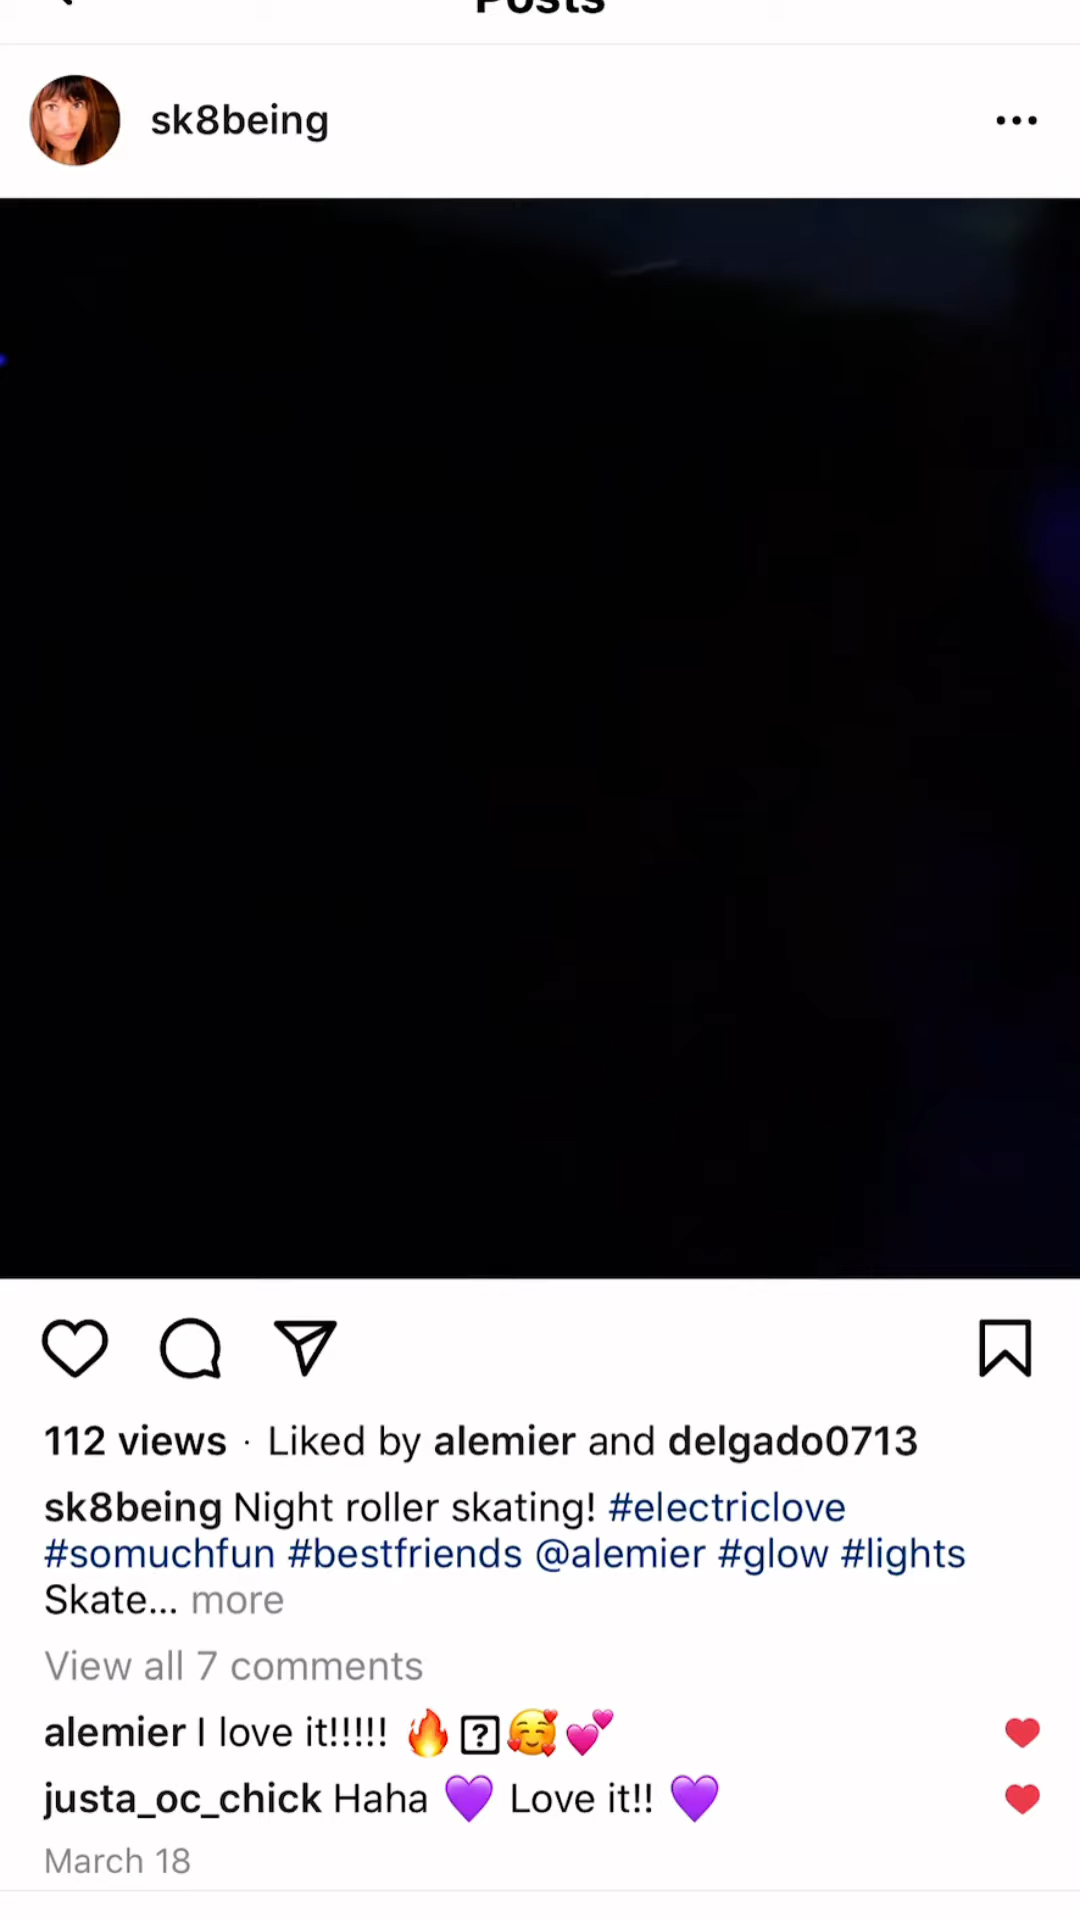 Posts
sk8being
112 views · Liked by alemier and delgado0713
sk8being Night roller skating! #electriclove
#somuchfun #bestfriends @alemier #glow #lights
Skate... more
View all 7 comments
alemier I love it!!!!! 🔥⍰🥰💕
justa_oc_chick Haha 💜 Love it!! 💜
March 18